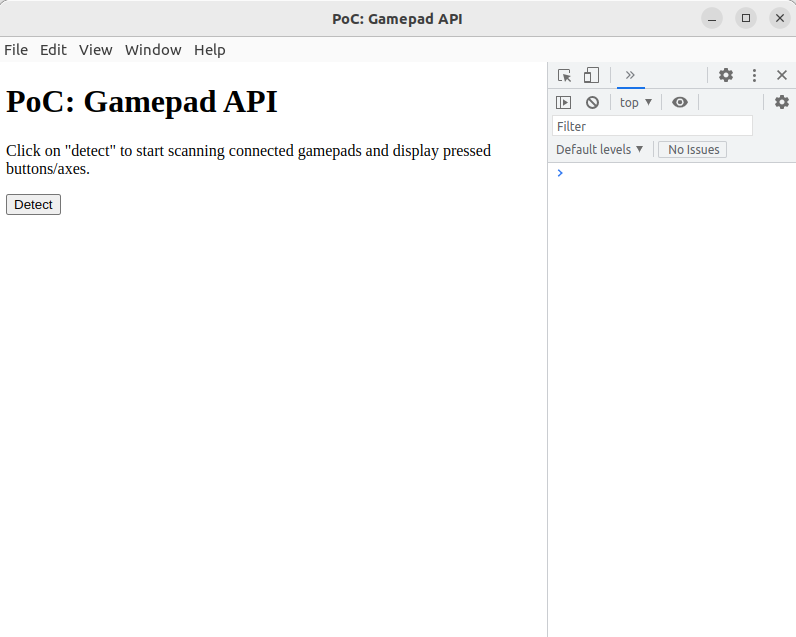 PoC: Gamepad API
File Edit View Window Help
PoC: Gamepad API
Click on "detect" to start scanning connected gamepads and display pressed
buttons/axes.
Detect
top
Filter
Default levels
No Issues